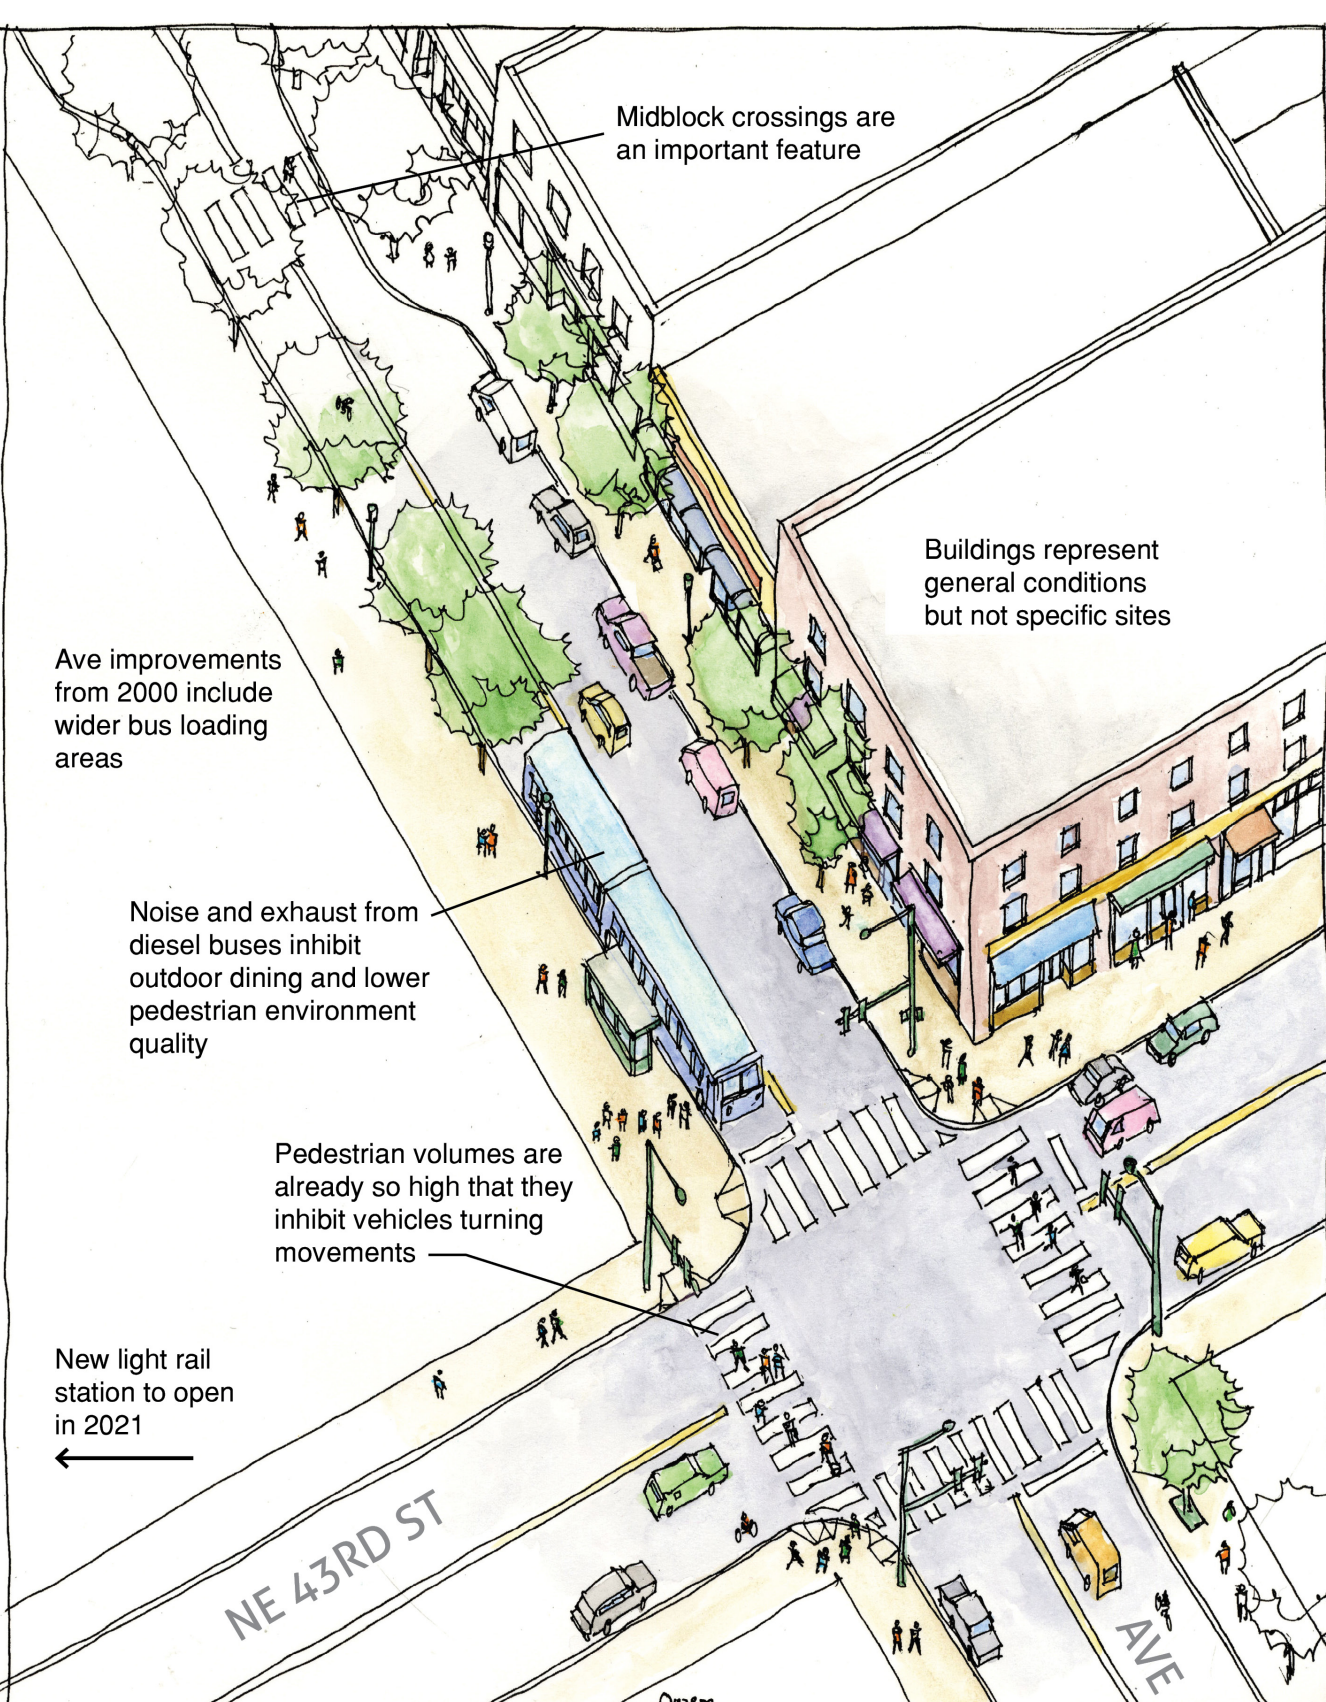 Midblock crossings are
an important feature
Buildings represent
general conditions
but not specific sites
Ave improvements
from 2000 include
wider bus loading
areas
Noise and exhaust from
diesel buses inhibit
outdoor dining and lower
pedestrian environment
quality
Pedestrian volumes are
already so high that they
inhibit vehicles turning
movements
New light rail
station to open
in 2021
NE 43RD ST
AVE